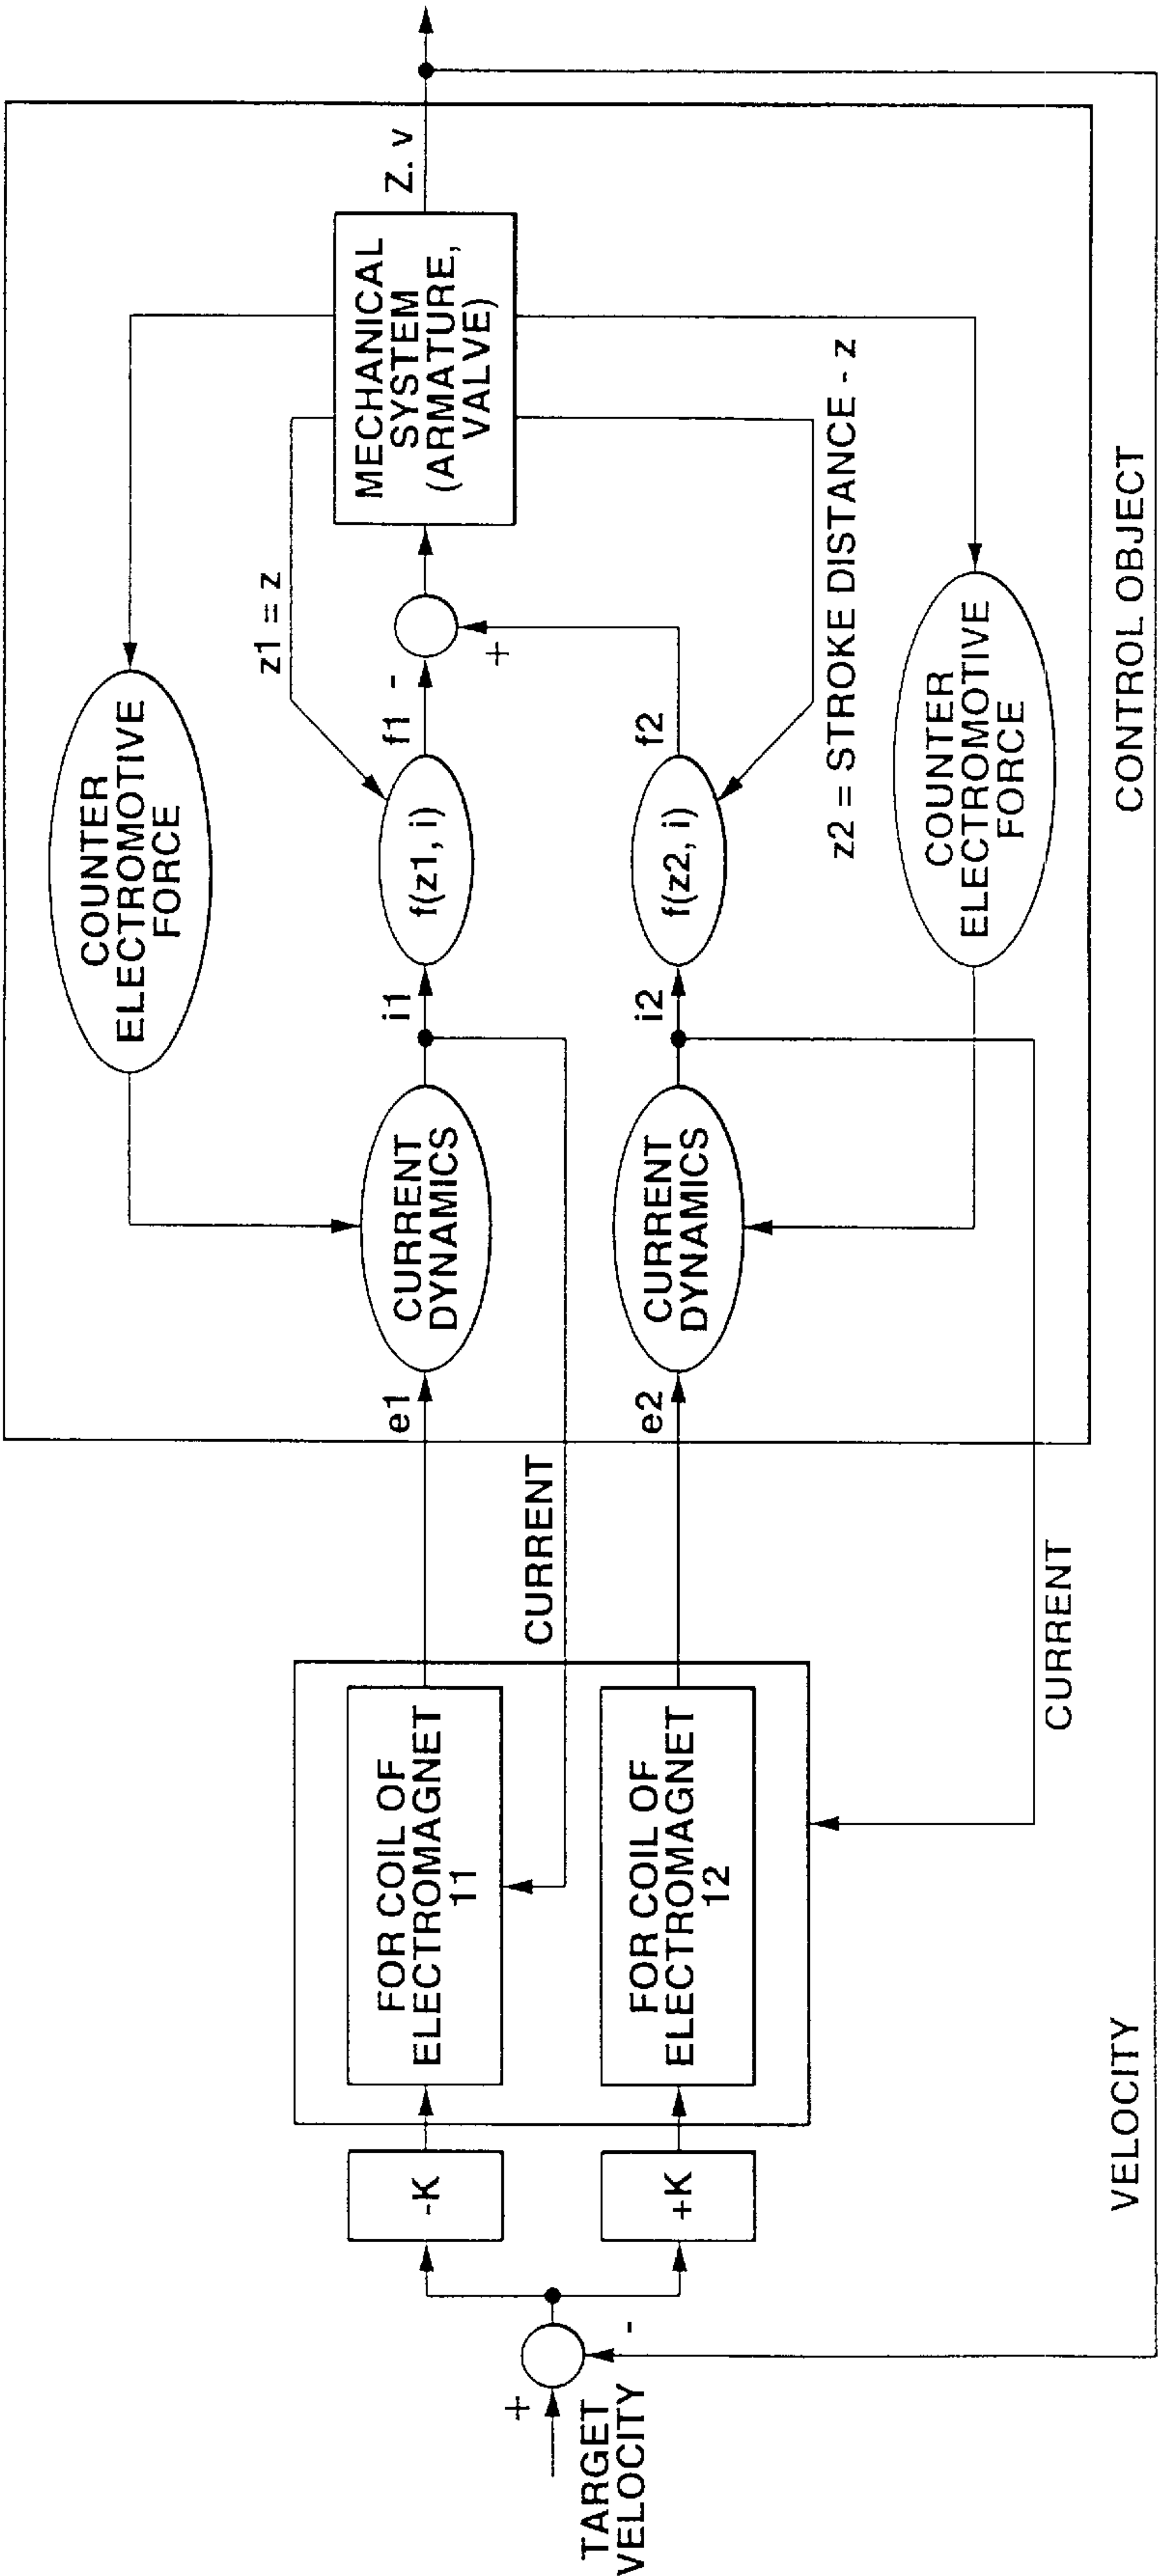 COUNTER
ELECTROMOTIVE
FORCE
z1 = z
MECHANICAL
SYSTEM
(ARMATURE,
VALVE)
Z. v
-K
FOR COIL OF
ELECTROMAGNET
11
e1
CURRENT
DYNAMICS
i1
f(z1, i)
f1
-
+
CURRENT
TARGET
VELOCITY
+
-
+K
FOR COIL OF
ELECTROMAGNET
12
e2
CURRENT
DYNAMICS
i2
f(z2, i)
f2
z2 = STROKE DISTANCE - z
COUNTER
ELECTROMOTIVE
FORCE
CURRENT
CONTROL OBJECT
VELOCITY